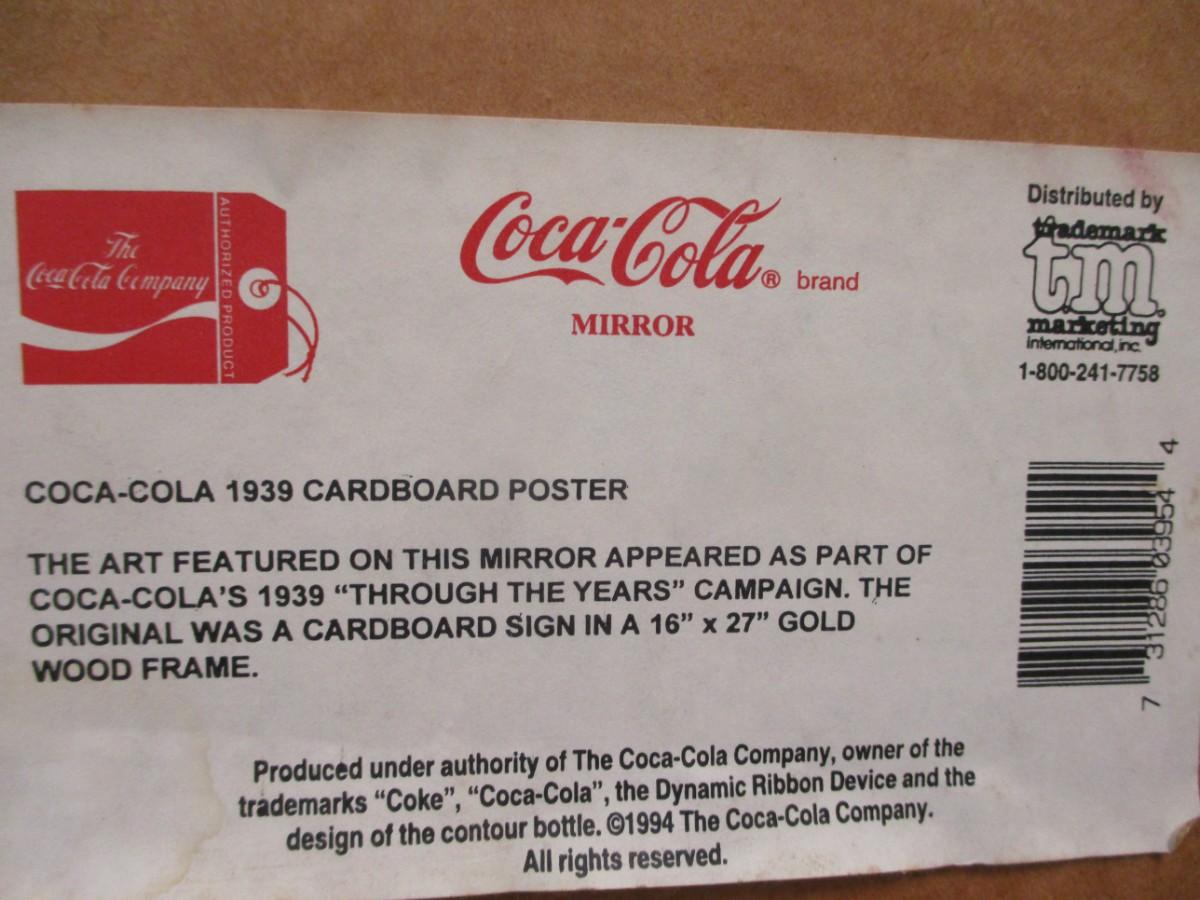 The
Coca-Cola Company
AUTHORIZED PRODUCT
Coca-Cola® brand
MIRROR
Distributed by
trademark
t.m.
marketing
international, inc.
1-800-241-7758
COCA-COLA 1939 CARDBOARD POSTER
THE ART FEATURED ON THIS MIRROR APPEARED AS PART OF
COCA-COLA'S 1939 “THROUGH THE YEARS” CAMPAIGN. THE
ORIGINAL WAS A CARDBOARD SIGN IN A 16” x 27” GOLD
WOOD FRAME.
7 31286 03954 4
Produced under authority of The Coca-Cola Company, owner of the
trademarks “Coke”, “Coca-Cola”, the Dynamic Ribbon Device and the
design of the contour bottle. ©1994 The Coca-Cola Company.
All rights reserved.